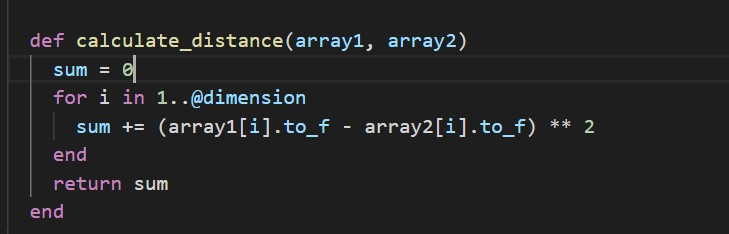 def calculate_distance(array1, array2)
  sum = 0
  for i in 1..@dimension
    sum += (array1[i].to_f - array2[i].to_f) ** 2
  end
  return sum
end